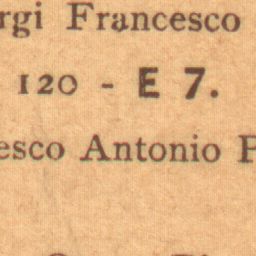 rgi Francesco
120 - E 7.
esco Antonio